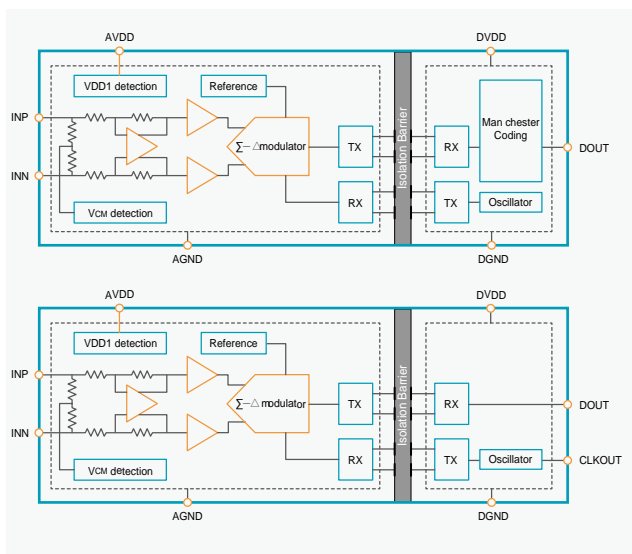 AVDD
DVDD
VDD1 detection
Reference
INP
INN
Σ-△modulator
TX
RX
Isolation Barrier
RX
TX
Man chester
Coding
Oscillator
DOUT
VCM detection
AGND
DGND
AVDD
DVDD
VDD1 detection
Reference
INP
INN
Σ-△modulator
TX
RX
Isolation Barrier
RX
TX
Oscillator
DOUT
CLKOUT
VCM detection
AGND
DGND